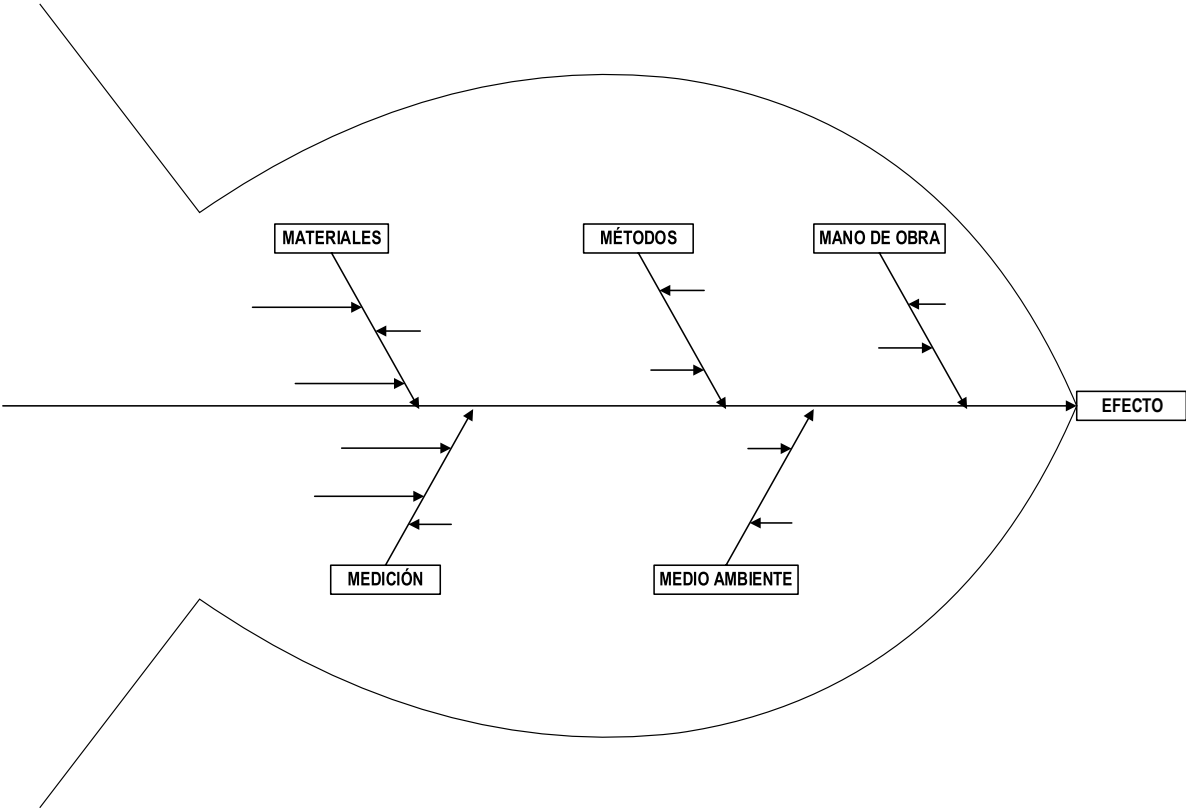 MATERIALES
MÉTODOS
MANO DE OBRA
EFECTO
MEDICIÓN
MEDIO AMBIENTE